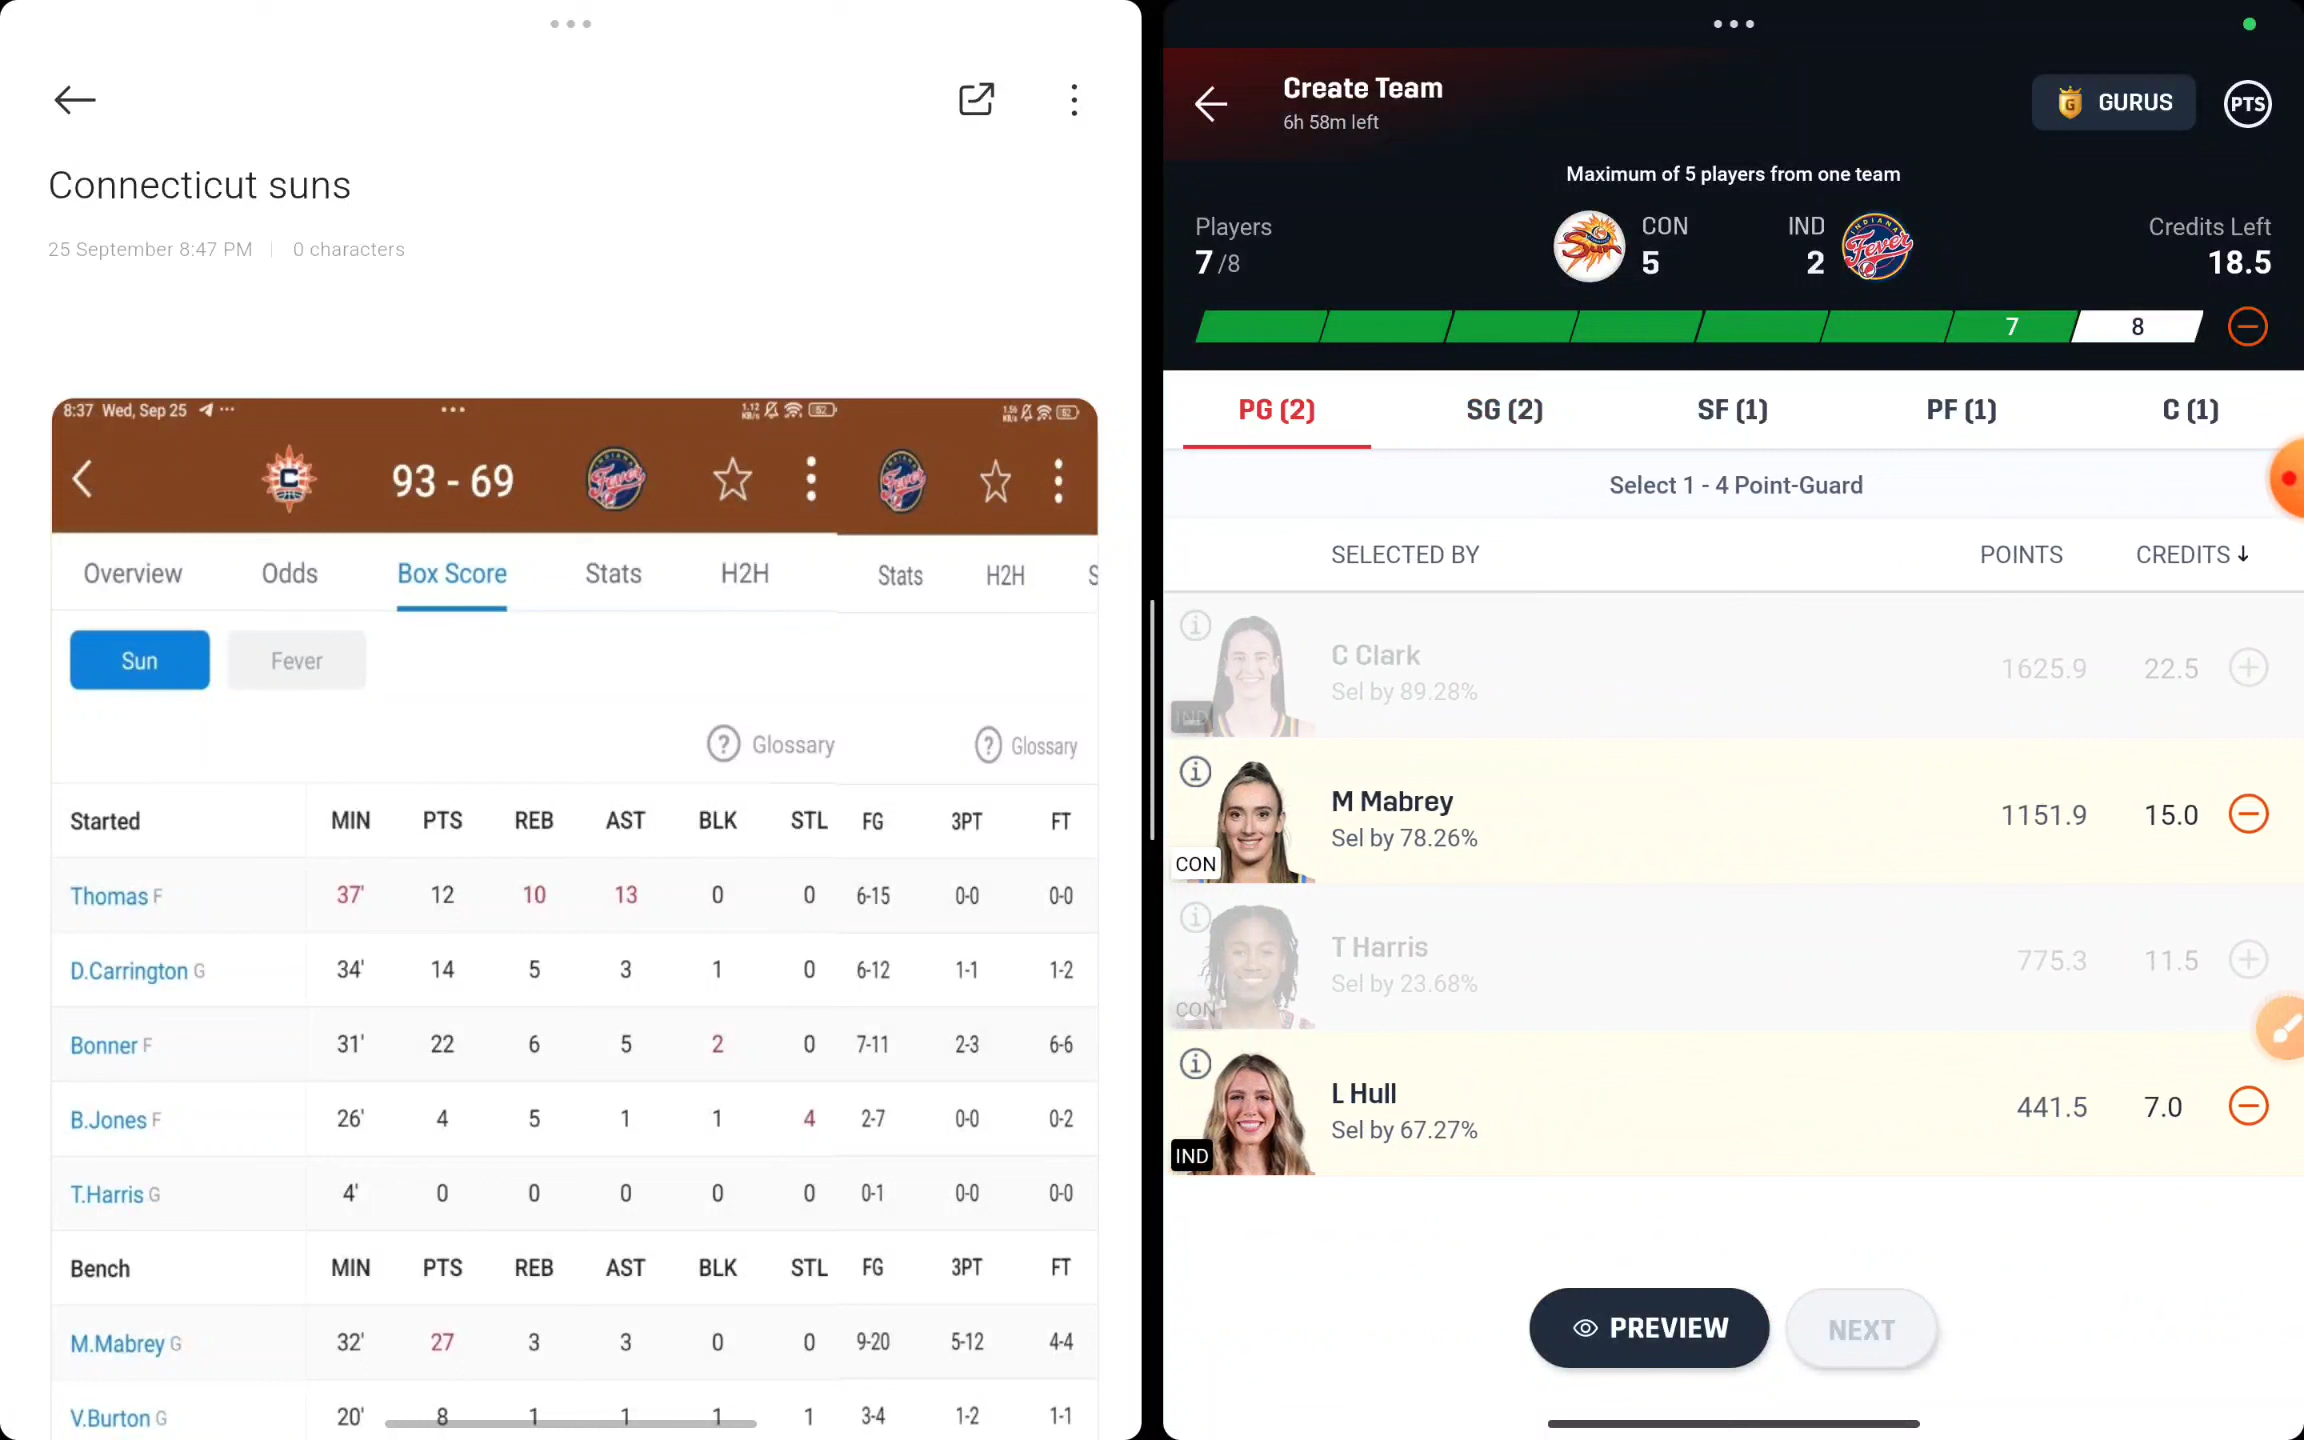 Connecticut suns
25 September 8:47 PM | 0 characters
8:37 Wed, Sep 25
93 - 69
Overview Odds Box Score Stats H2H Stats H2H S
Sun Fever
? Glossary ? Glossary
Started MIN PTS REB AST BLK STL FG 3PT FT
Thomas F 37' 12 10 13 0 0 6-15 0-0 0-0
D.Carrington G 34' 14 5 3 1 0 6-12 1-1 1-2
Bonner F 31' 22 6 5 2 0 7-11 2-3 6-6
B.Jones F 26' 4 5 1 1 4 2-7 0-0 0-2
T.Harris G 4' 0 0 0 0 0 0-1 0-0 0-0
Bench MIN PTS REB AST BLK STL FG 3PT FT
M.Mabrey G 32' 27 3 3 0 0 9-20 5-12 4-4
V.Burton G 20' 8 1 1 1 1 3-4 1-2 1-1
Create Team
6h 58m left
GURUS
PTS
Maximum of 5 players from one team
Players
7 /8
CON
5
IND
2
Credits Left
18.5
7 8
PG (2) SG (2) SF (1) PF (1) C (1)
Select 1 - 4 Point-Guard
SELECTED BY POINTS CREDITS ↓
C Clark
Sel by 89.28%
1625.9 22.5
IND
M Mabrey
Sel by 78.26%
1151.9 15.0
CON
T Harris
Sel by 23.68%
775.3 11.5
CON
L Hull
Sel by 67.27%
441.5 7.0
IND
PREVIEW NEXT